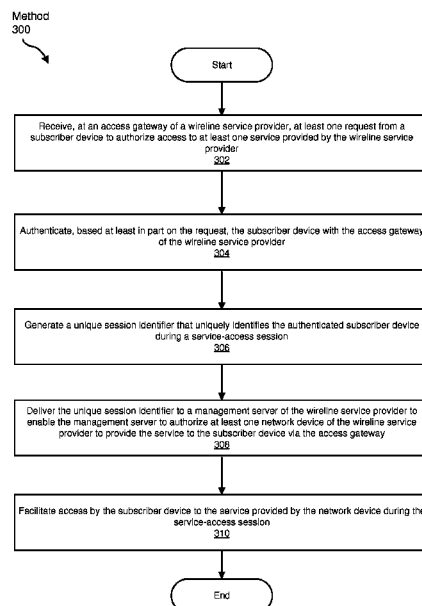 Method
300
Start
Receive, at an access gateway of a wireline service provider, at least one request from a
subscriber device to authorize access to at least one service provided by the wireline service
provider
302
Authenticate, based at least in part on the request, the subscriber device with the access gateway
of the wireline service provider
304
Generate a unique session identifier that uniquely identifies the authenticated subscriber device
during a service-access session
306
Deliver the unique session identifier to a management server of the wireline service provider to
enable the management server to authorize at least one network device of the wireline service
provider to provide the service to the subscriber device via the access gateway
308
Facilitate access by the subscriber device to the service provided by the network device during the
service-access session
310
End